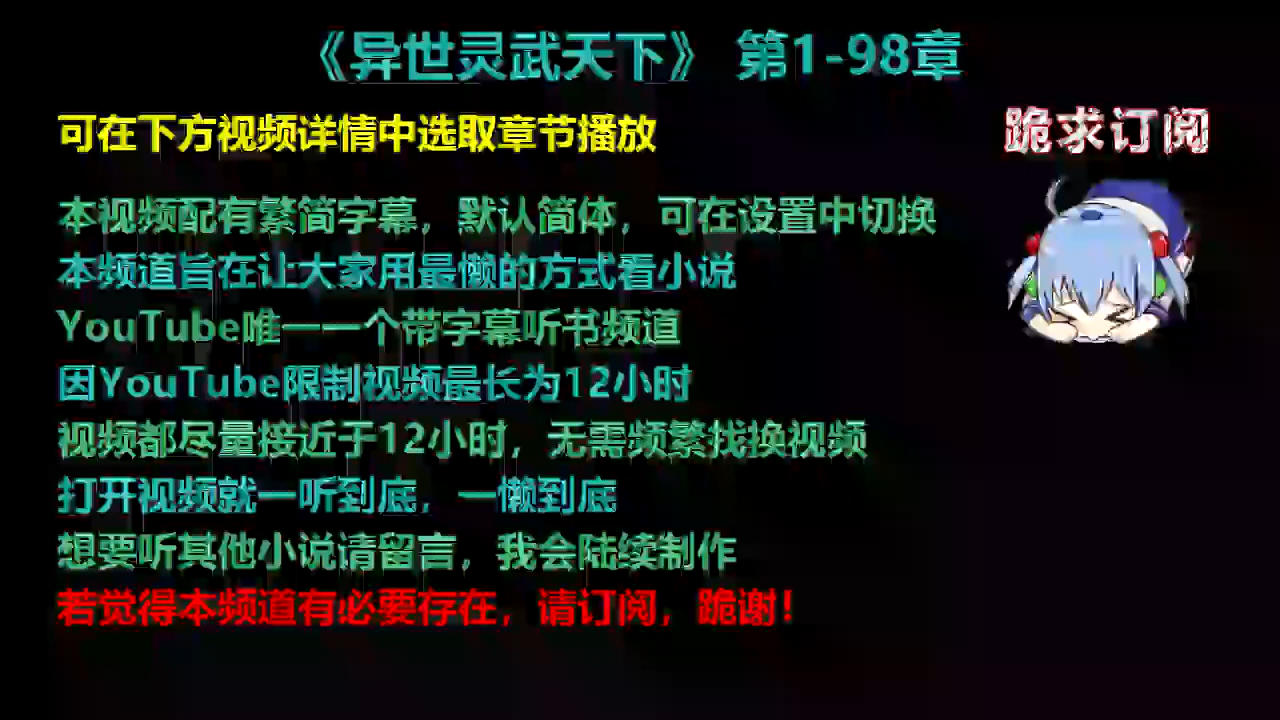 《异世灵武天下》 第1-98章
可在下方视频详情中选取章节播放
跪求订阅
本视频配有繁简字幕，默认简体，可在设置中切换
本频道旨在让大家用最懒的方式看小说
YouTube唯一一个带字幕听书频道
因YouTube限制视频最长为12小时
视频都尽量接近于12小时，无需频繁找换视频
打开视频就一听到底，一懒到底
想要听其他小说请留言，我会陆续制作
若觉得本频道有必要存在，请订阅，跪谢！